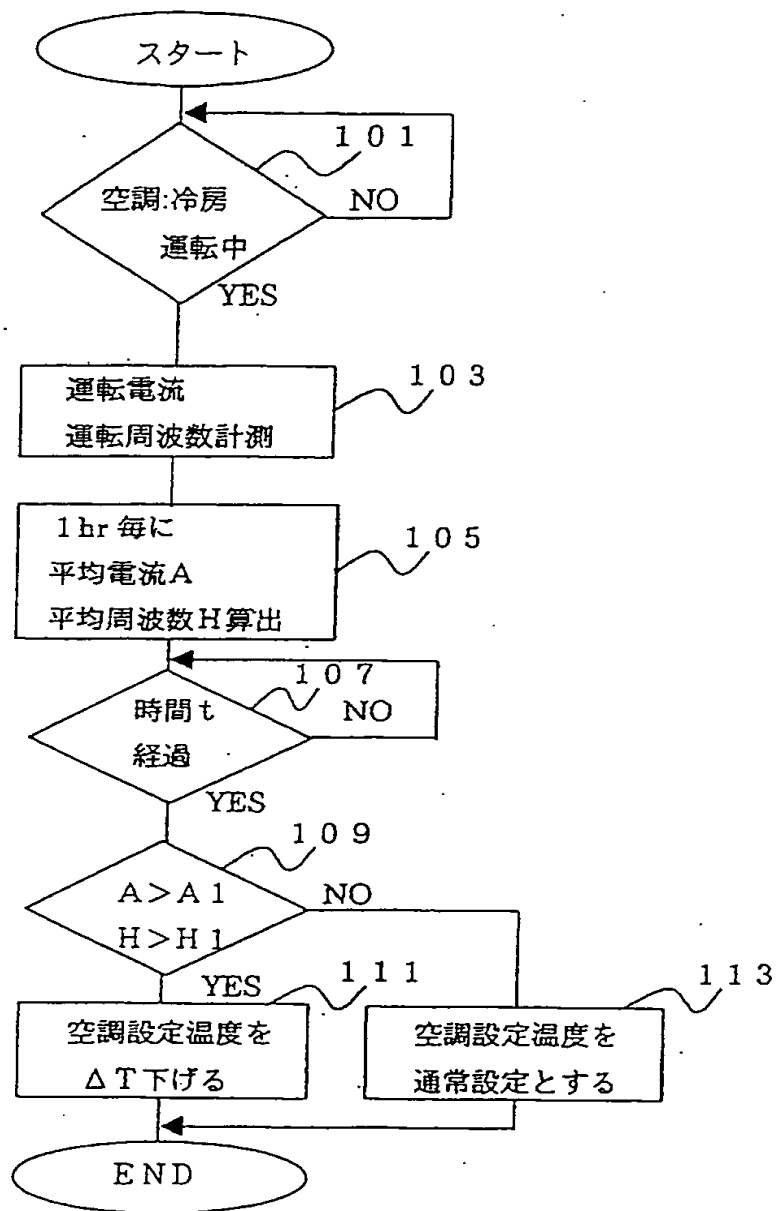 スタート
101
空調:冷房
運転中
NO
YES
103
運転電流
運転周波数計測
105
1hr毎に
平均電流A
平均周波数H算出
107
時間t
経過
NO
YES
109
A>A1
H>H1
NO
YES
111
空調設定温度を
ΔT下げる
113
空調設定温度を
通常設定とする
END